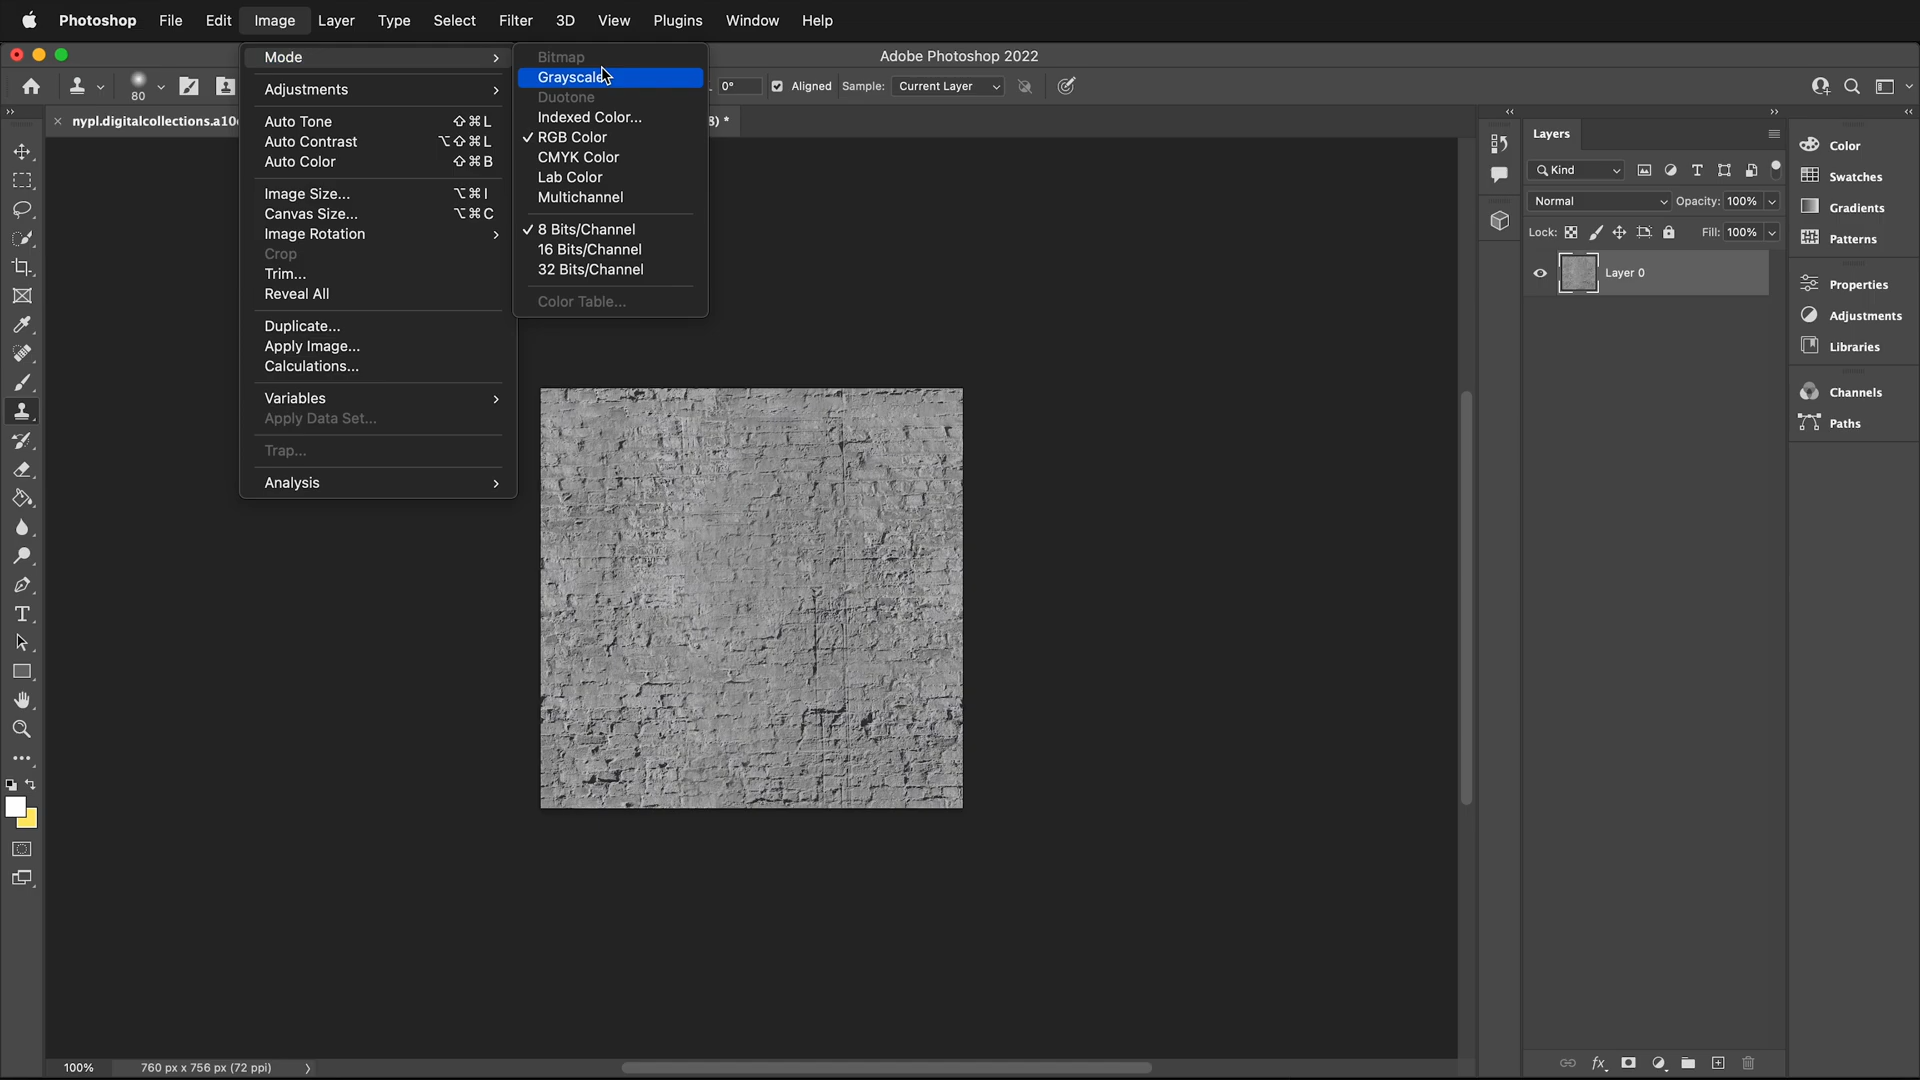 Photoshop File Edit Image Layer Type Select Filter 3D View Plugins Window Help
Adobe Photoshop 2022
80
0°
Aligned
Sample:
Current Layer
nypl.digitalcollections.a10
8) *
Mode
Adjustments
Auto Tone ⇧⌘L
Auto Contrast ⌥⇧⌘L
Auto Color ⇧⌘B
Image Size... ⌥⌘I
Canvas Size... ⌥⌘C
Image Rotation
Crop
Trim...
Reveal All
Duplicate...
Apply Image...
Calculations...
Variables
Apply Data Set...
Trap...
Analysis
Bitmap
Grayscale
Duotone
Indexed Color...
✓ RGB Color
CMYK Color
Lab Color
Multichannel
✓ 8 Bits/Channel
16 Bits/Channel
32 Bits/Channel
Color Table...
Layers
Kind
Normal Opacity: 100%
Lock: Fill: 100%
Layer 0
fx
Color
Swatches
Gradients
Patterns
Properties
Adjustments
Libraries
Channels
Paths
100% 760 px x 756 px (72 ppi)